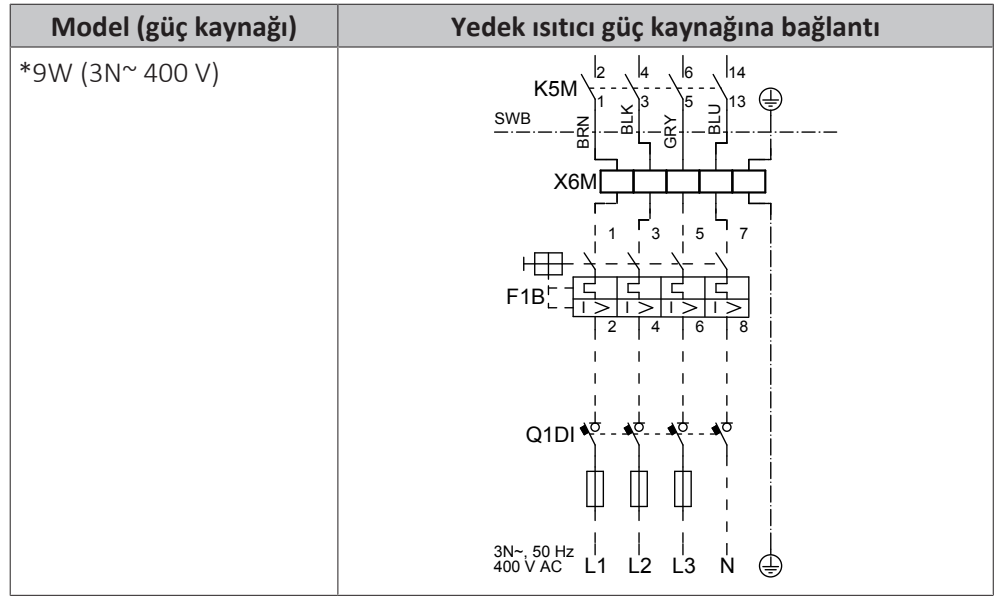 Model (güç kaynağı) Yedek ısıtıcı güç kaynağına bağlantı
*9W (3N~ 400 V)
2 4 6 14
K5M
1 3 5 13
SWB
BRN BLK GRY BLU
X6M
1 3 5 7
F1B
I > I > I > I >
2 4 6 8
Q1DI
3N~, 50 Hz
400 V AC L1 L2 L3 N